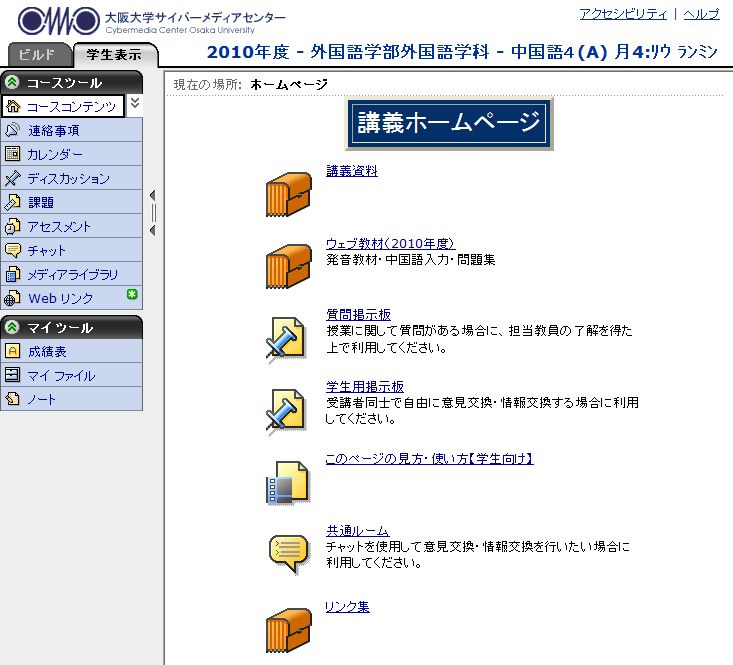 大阪大学サイバーメディアセンター
Cybermedia Center Osaka University
アクセシビリティ | ヘルプ
ビルド 学生表示
2010年度 - 外国語学部外国語学科 - 中国語4(A) 月4:ﾘｳ ﾗﾝﾐﾝ
コースツール
コースコンテンツ
連絡事項
カレンダー
ディスカッション
課題
アセスメント
チャット
メディアライブラリ
Web リンク
マイツール
成績表
マイ ファイル
ノート
現在の場所: ホームページ
講義ホームページ
講義資料
ウェブ教材(2010年度)
発音教材・中国語入力・問題集
質問掲示板
授業に関して質問がある場合に、担当教員の了解を得た
上で利用してください。
学生用掲示板
受講者同士で自由に意見交換・情報交換する場合に利用
してください。
このページの見方・使い方【学生向け】
共通ルーム
チャットを使用して意見交換・情報交換を行いたい場合に
利用してください。
リンク集